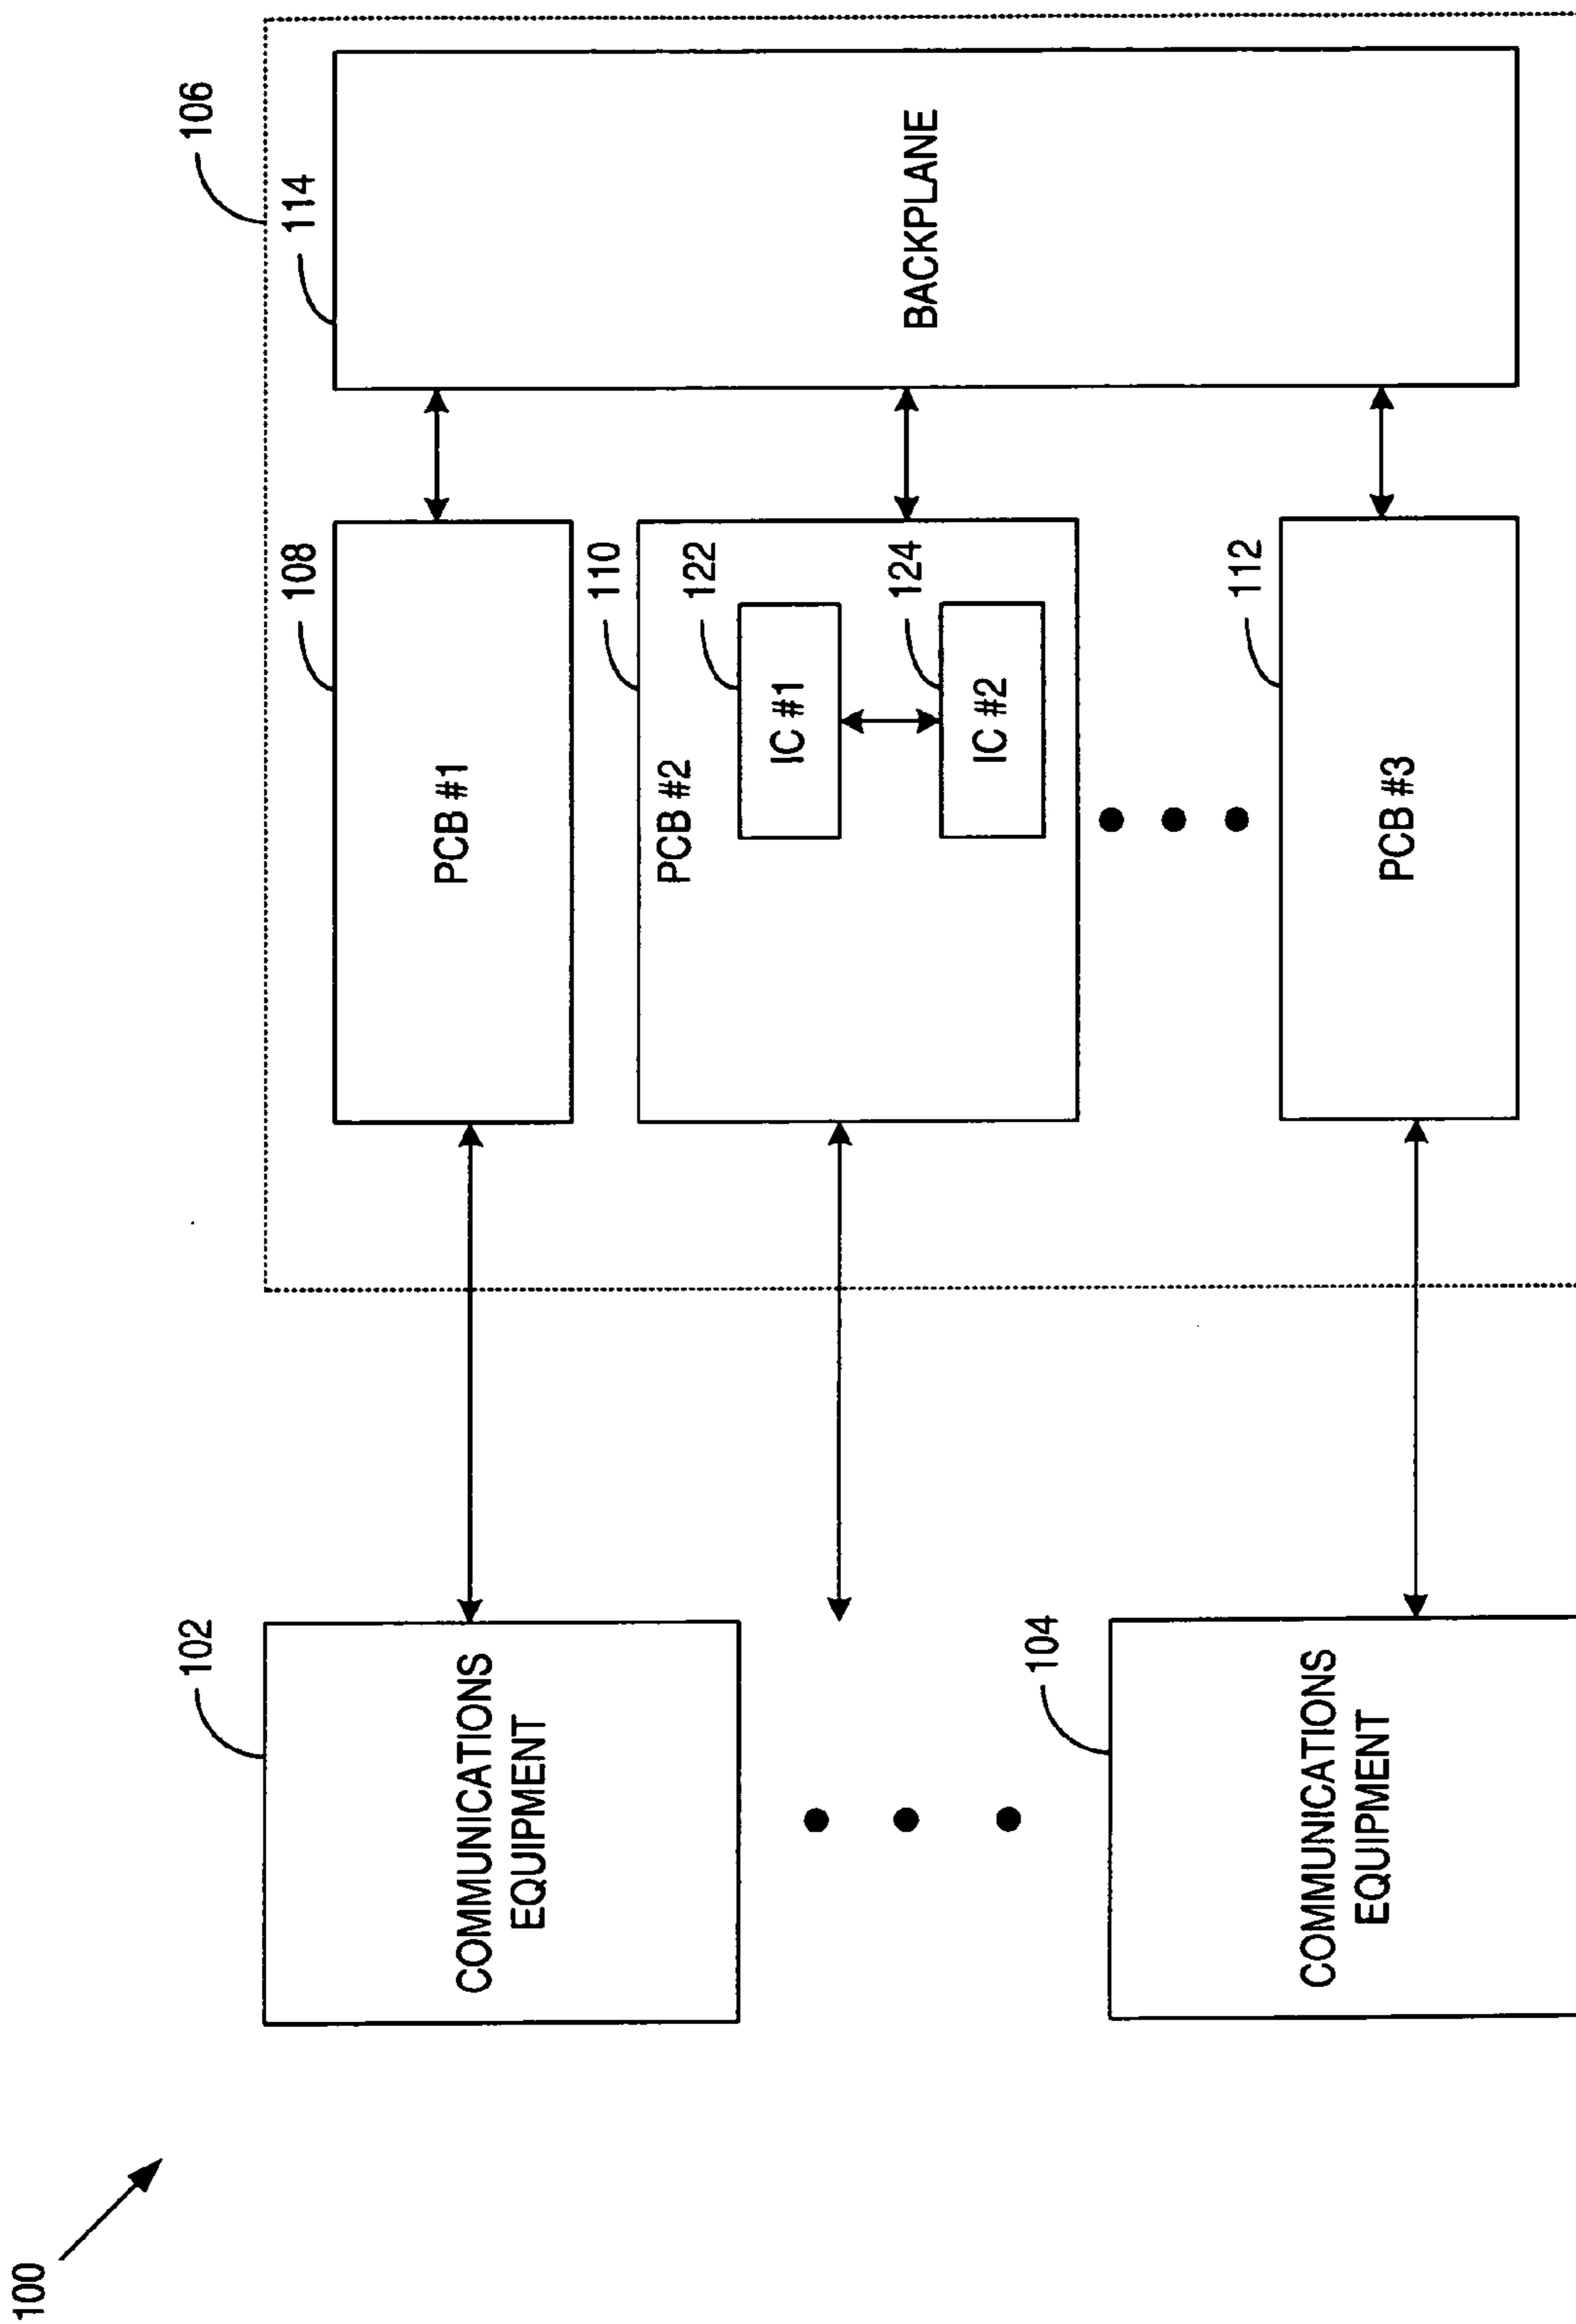 100
102
COMMUNICATIONS
EQUIPMENT
104
COMMUNICATIONS
EQUIPMENT
106
108
PCB #1
110
PCB #2
122
IC #1
124
IC #2
112
PCB #3
114
BACKPLANE